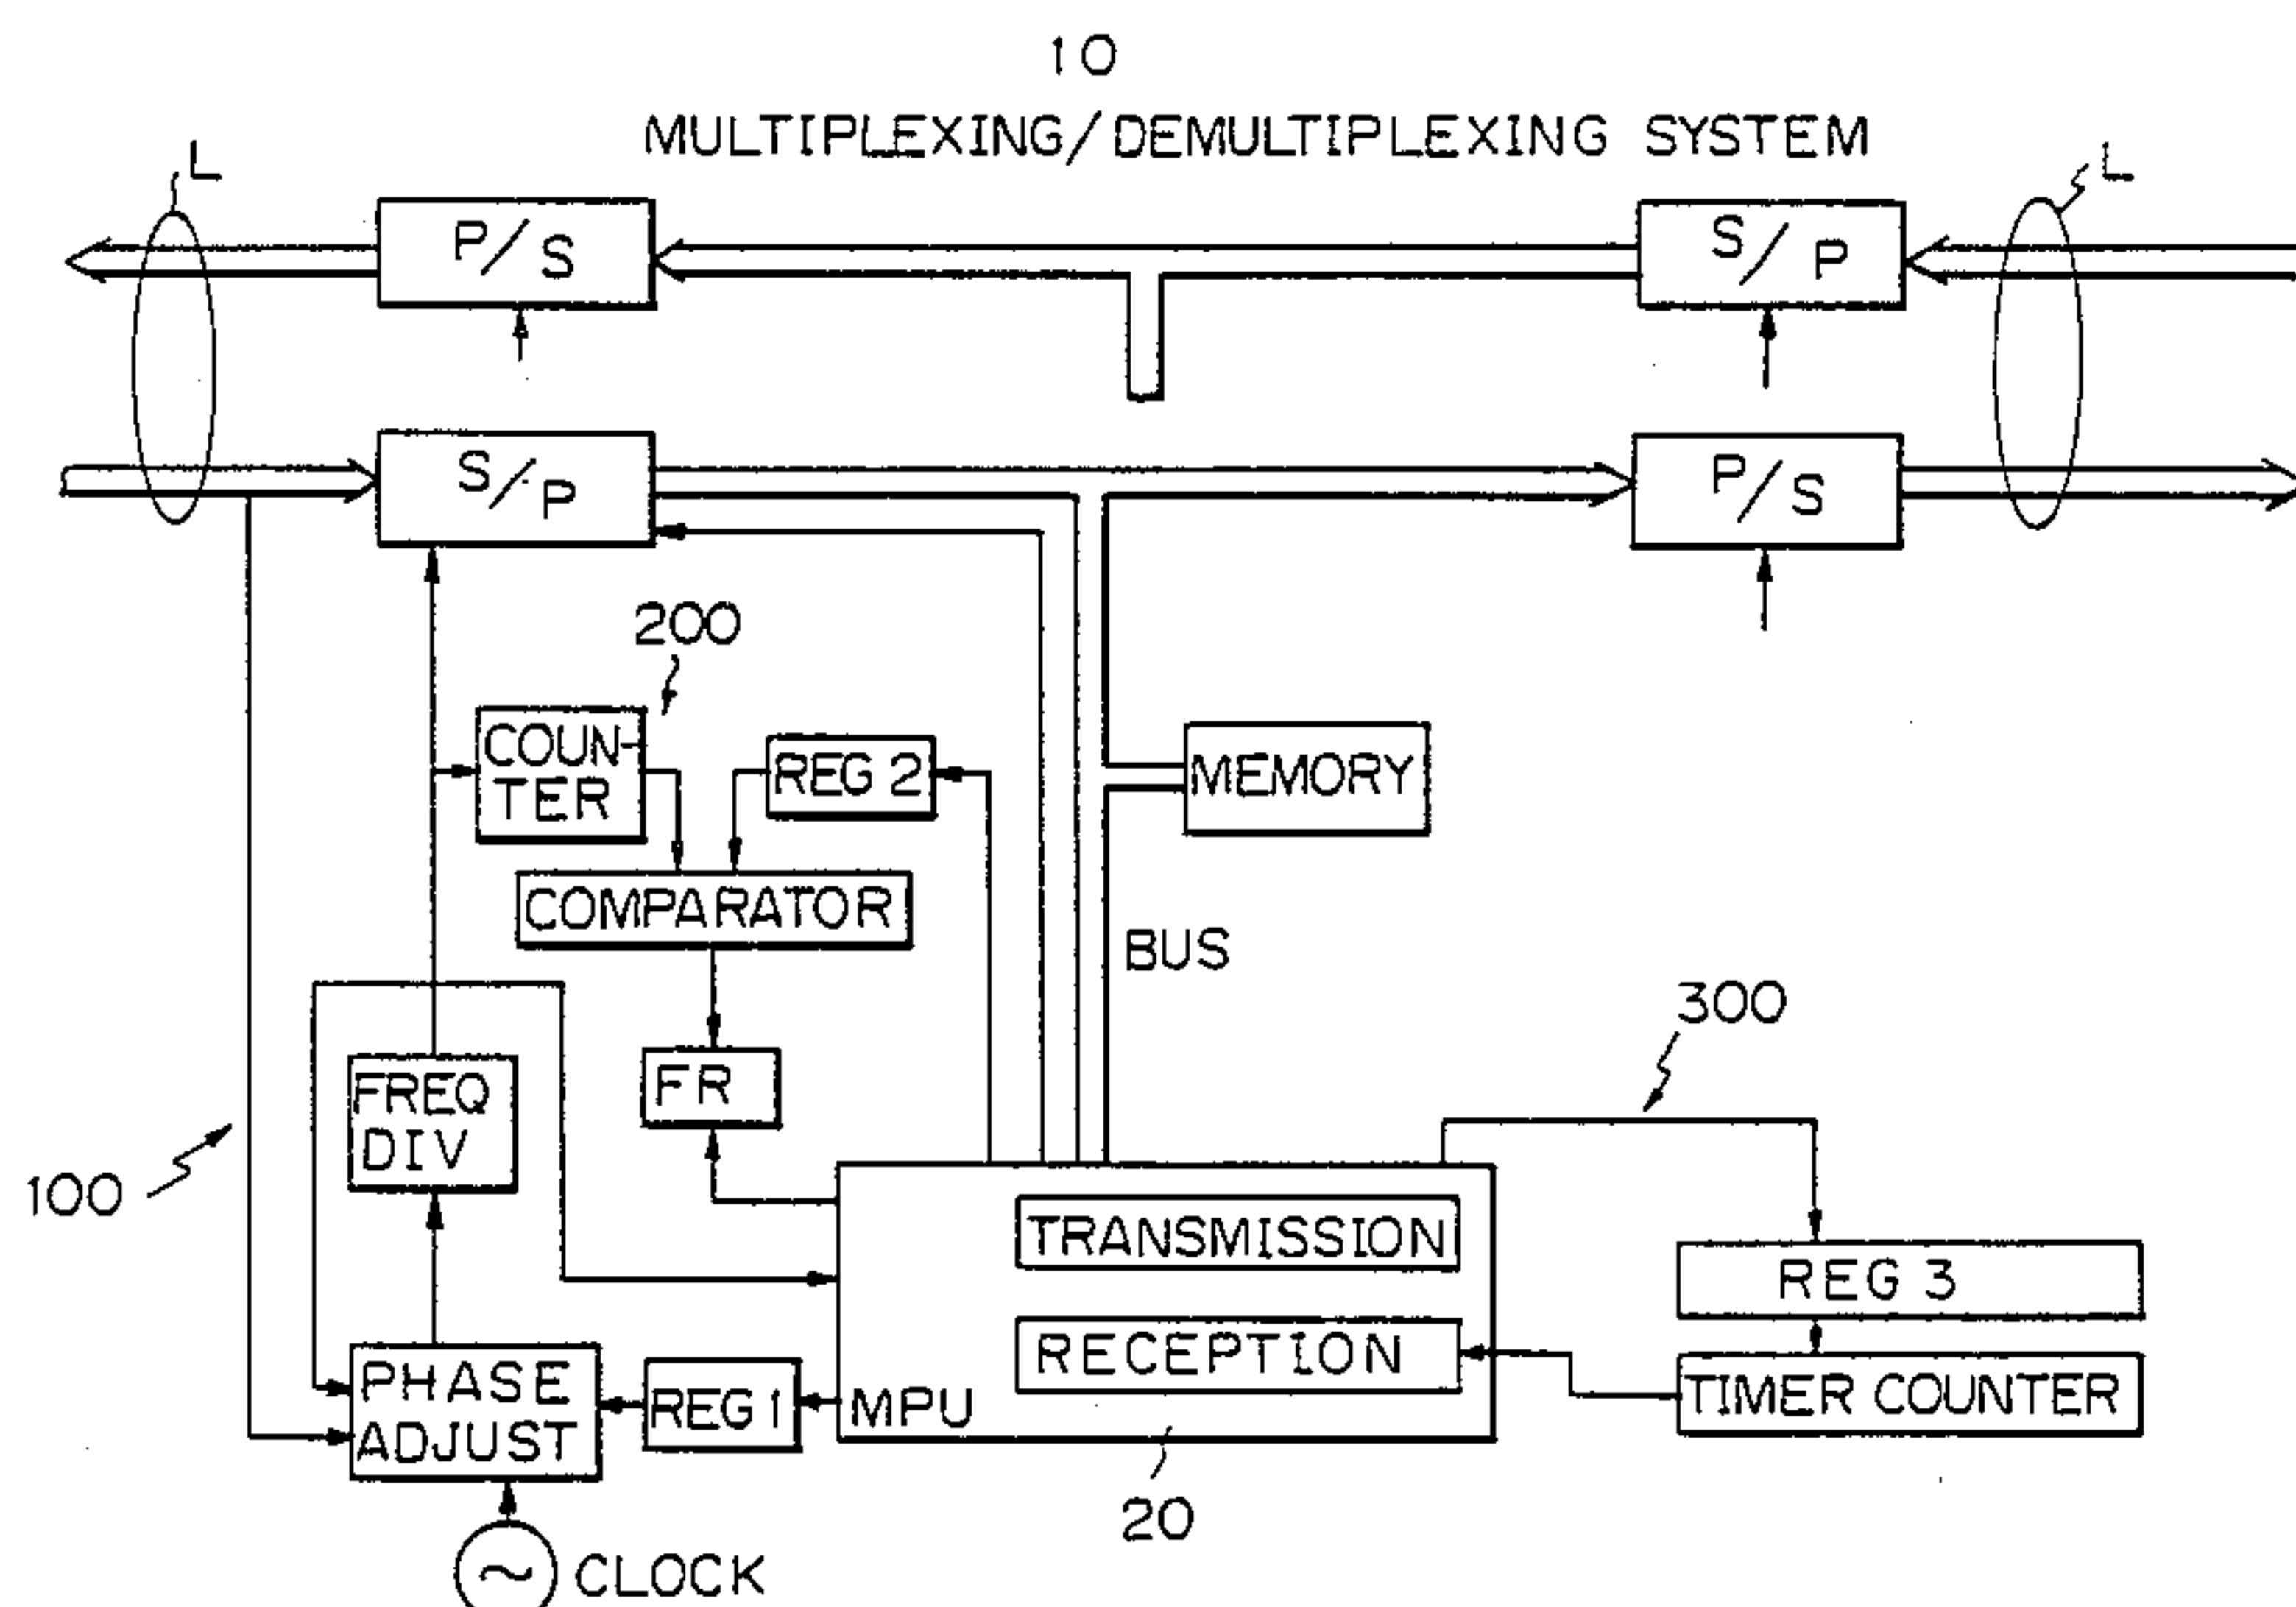 10
MULTIPLEXING/DEMULTIPLEXING SYSTEM
L
L
P/S
S/P
S/P
P/S
200
COUN-
TER
REG 2
MEMORY
COMPARATOR
BUS
300
FR
FREQ
DIV
100
TRANSMISSION
REG 3
RECEPTION
PHASE
ADJUST
REG 1
MPU
TIMER COUNTER
20
~
CLOCK